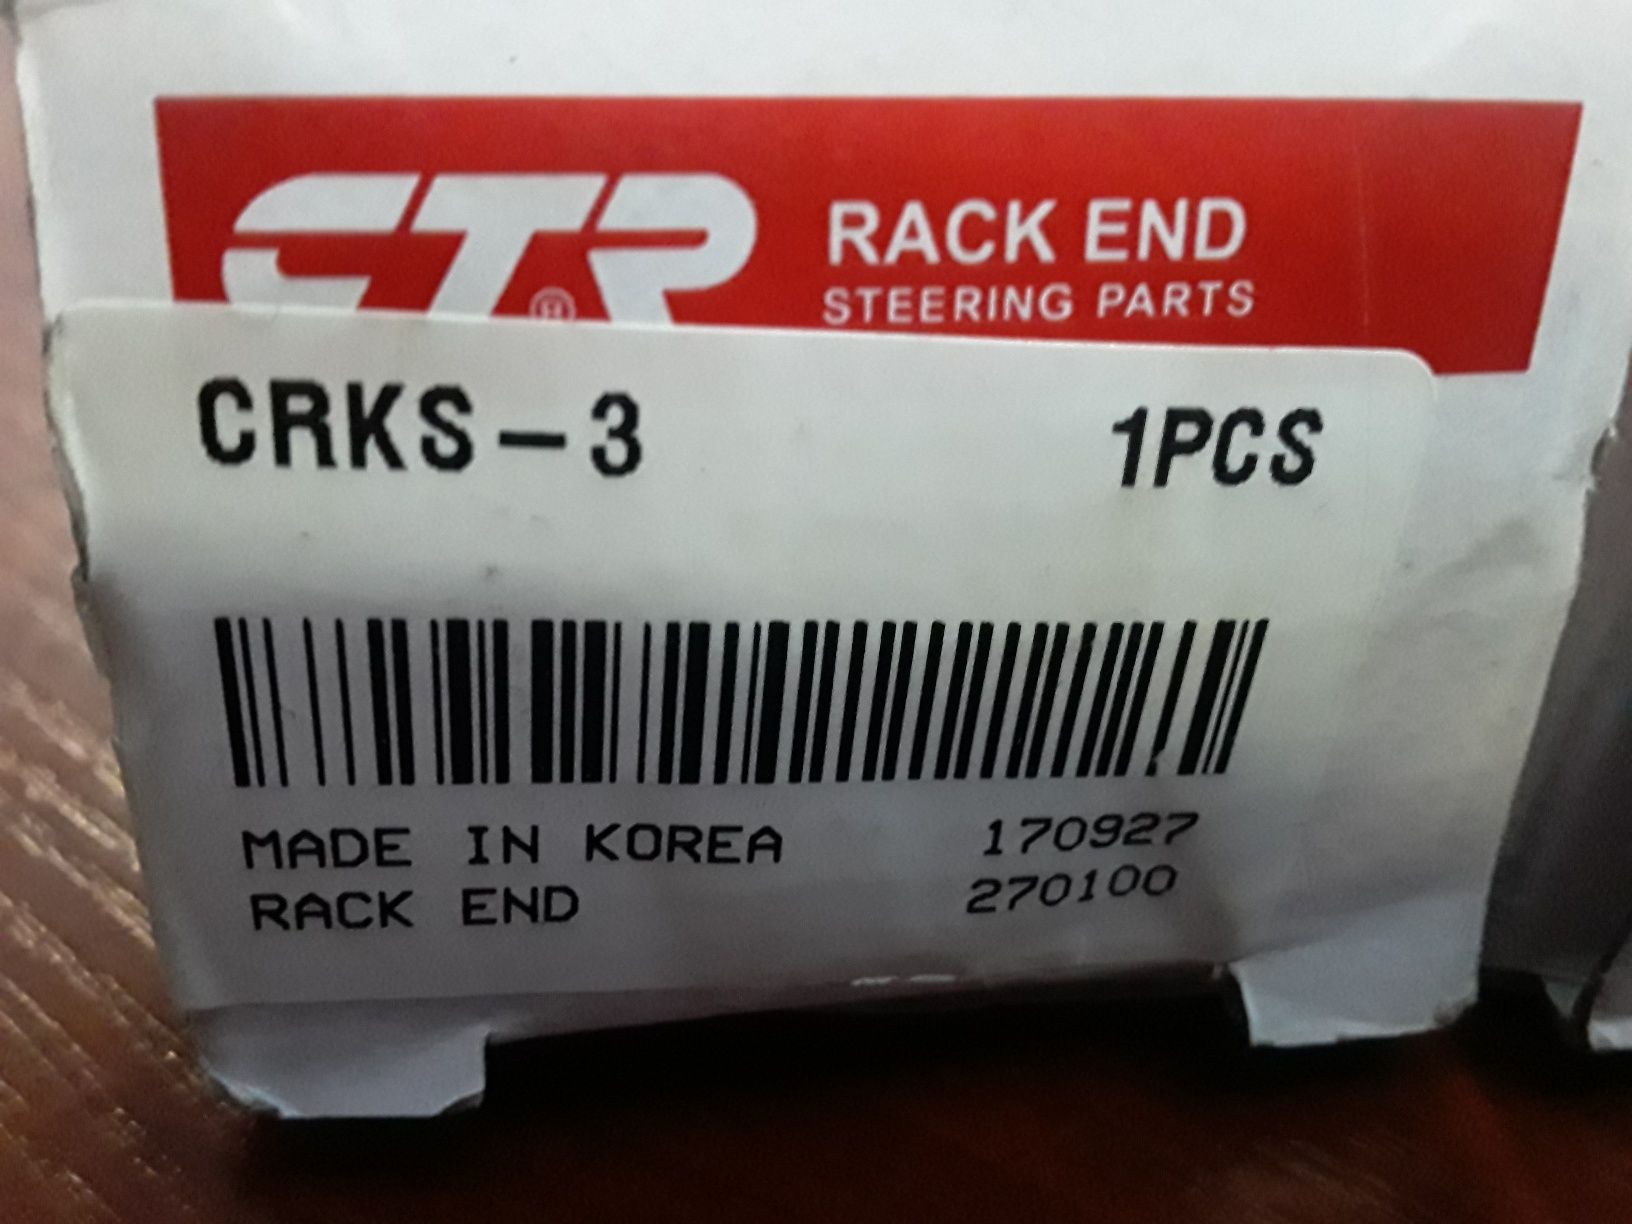 CTR® RACK END
STEERING PARTS
CRKS-3 1PCS
MADE IN KOREA 170927
RACK END 270100